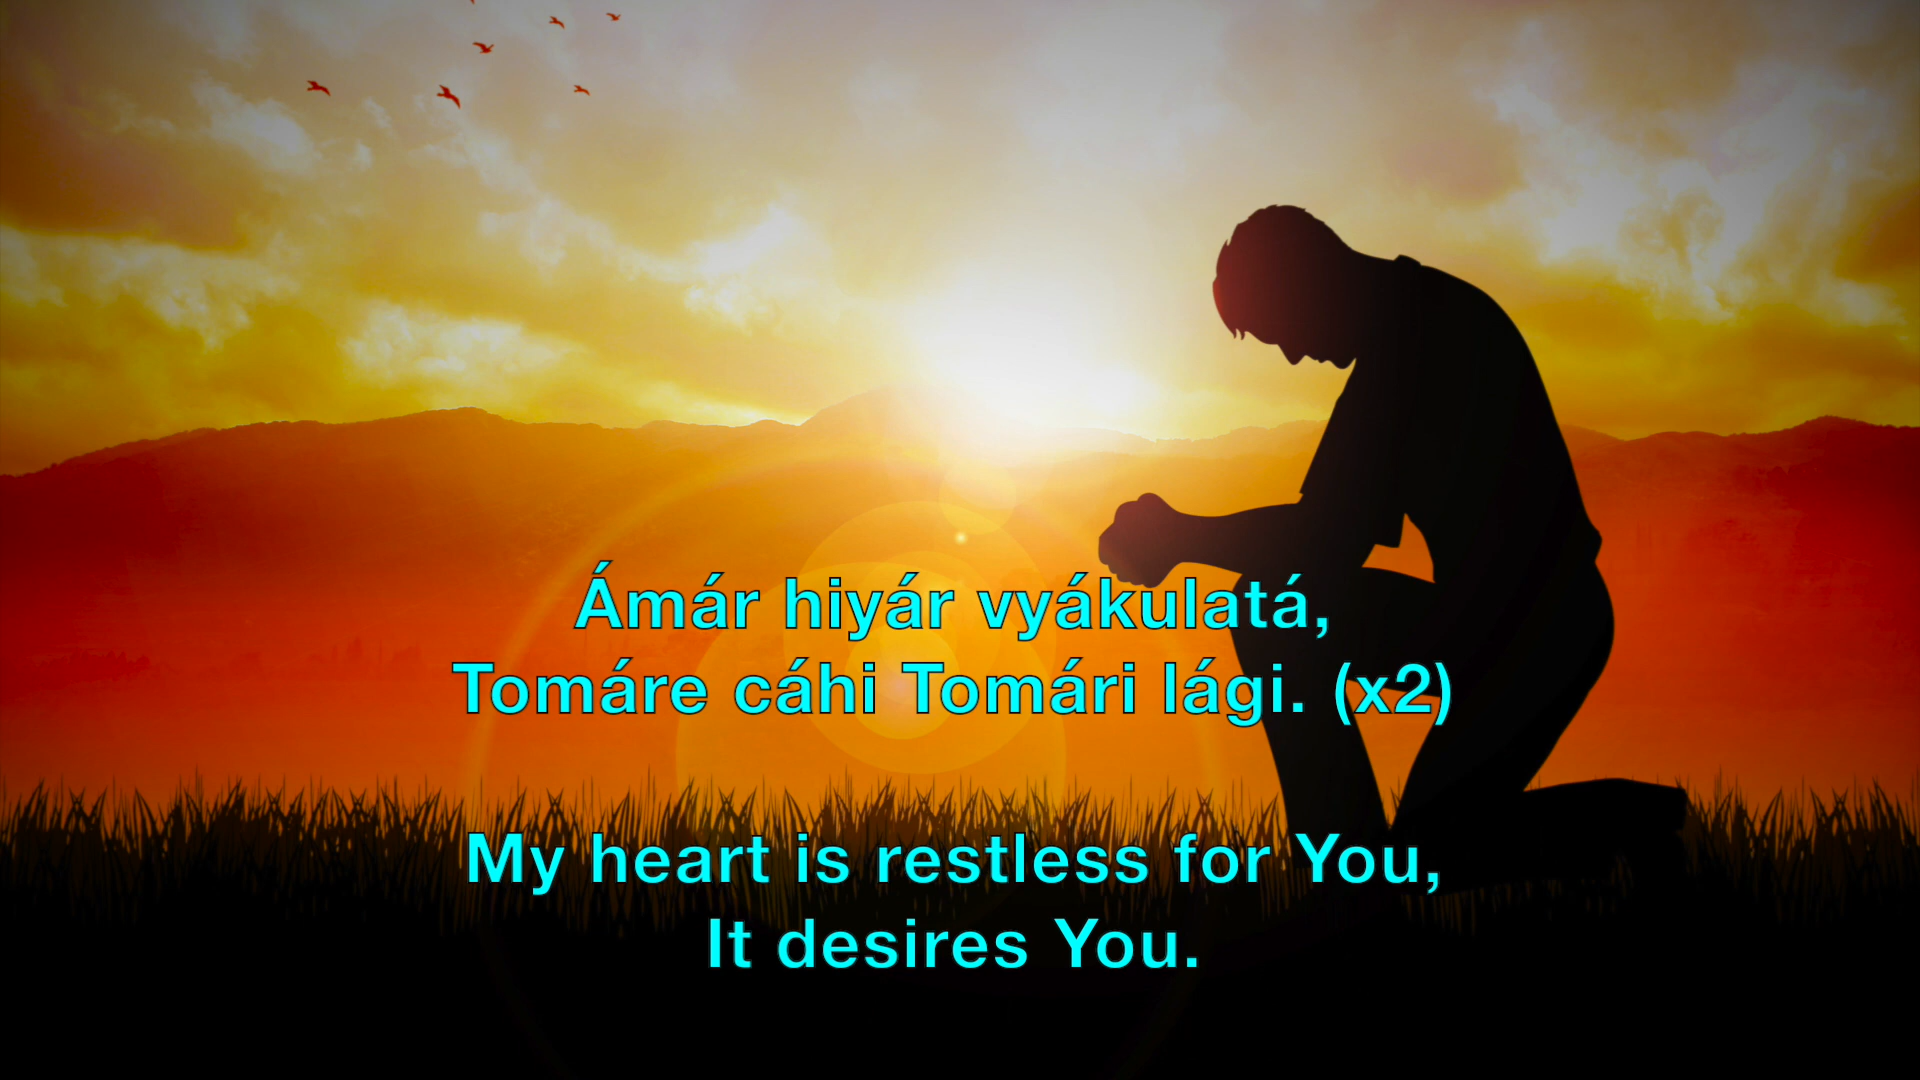 Ámár hiyár vyákulatá,
Tomáre cáhi Tomári lági. (x2)
My heart is restless for You,
It desires You.